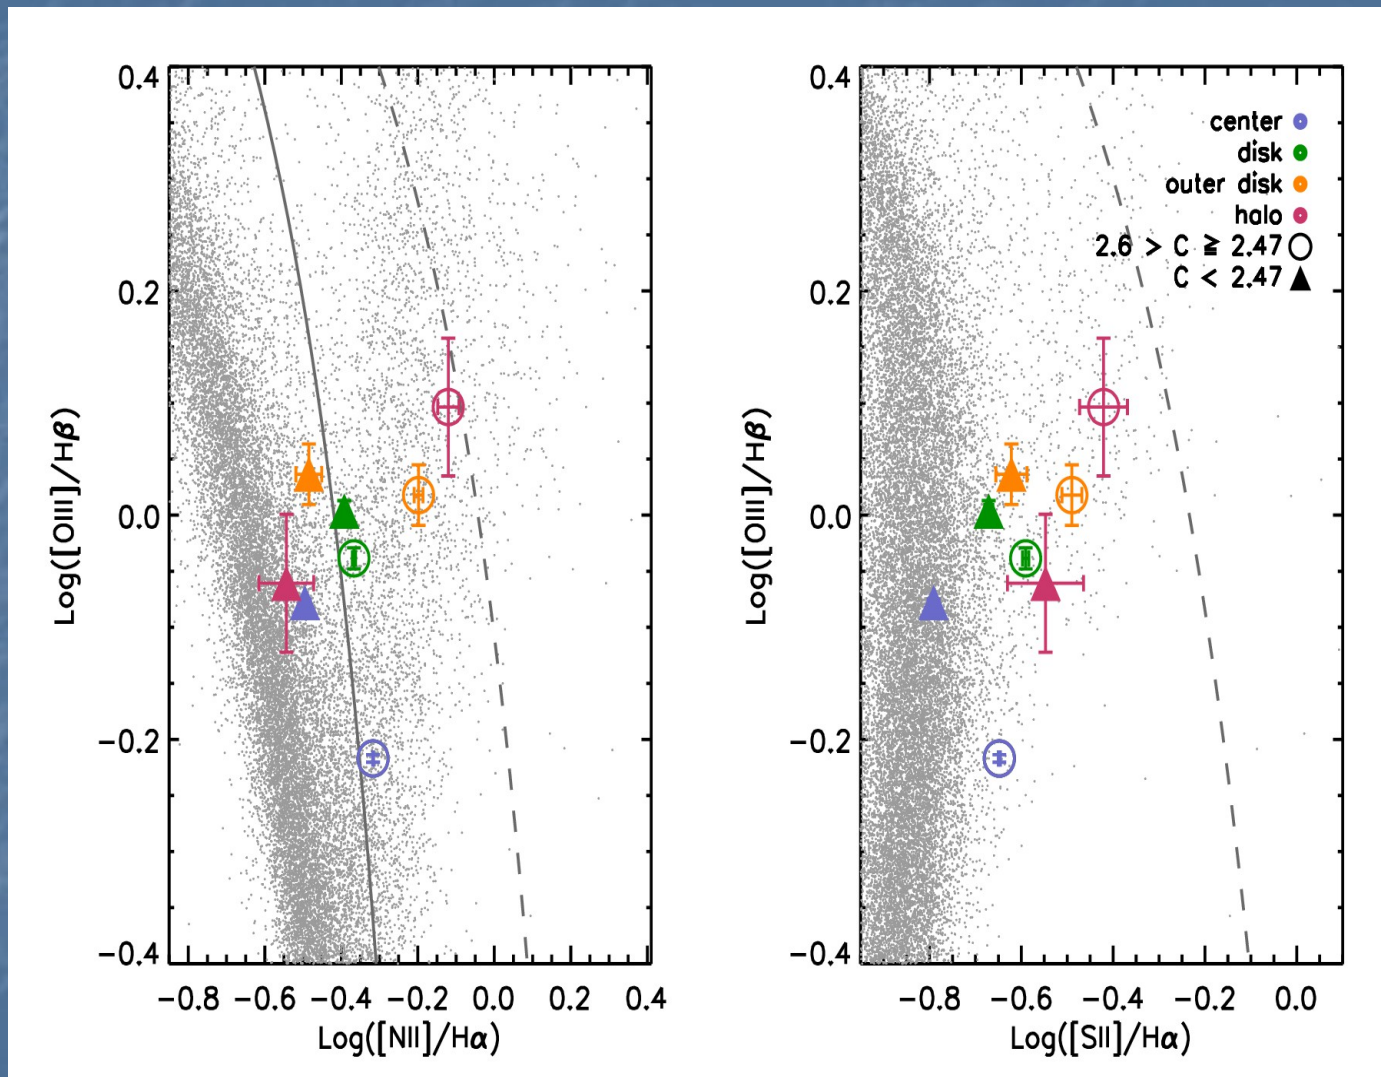 0.4
0.2
0.0
−0.2
−0.4
Log([OIII]/Hβ)
−0.8 −0.6 −0.4 −0.2 0.0 0.2 0.4
Log([NII]/Hα)
0.4
0.2
0.0
−0.2
−0.4
Log([OIII]/Hβ)
center
disk
outer disk
halo
2.6 > C ≥ 2.47
C < 2.47
−0.8 −0.6 −0.4 −0.2 0.0
Log([SII]/Hα)